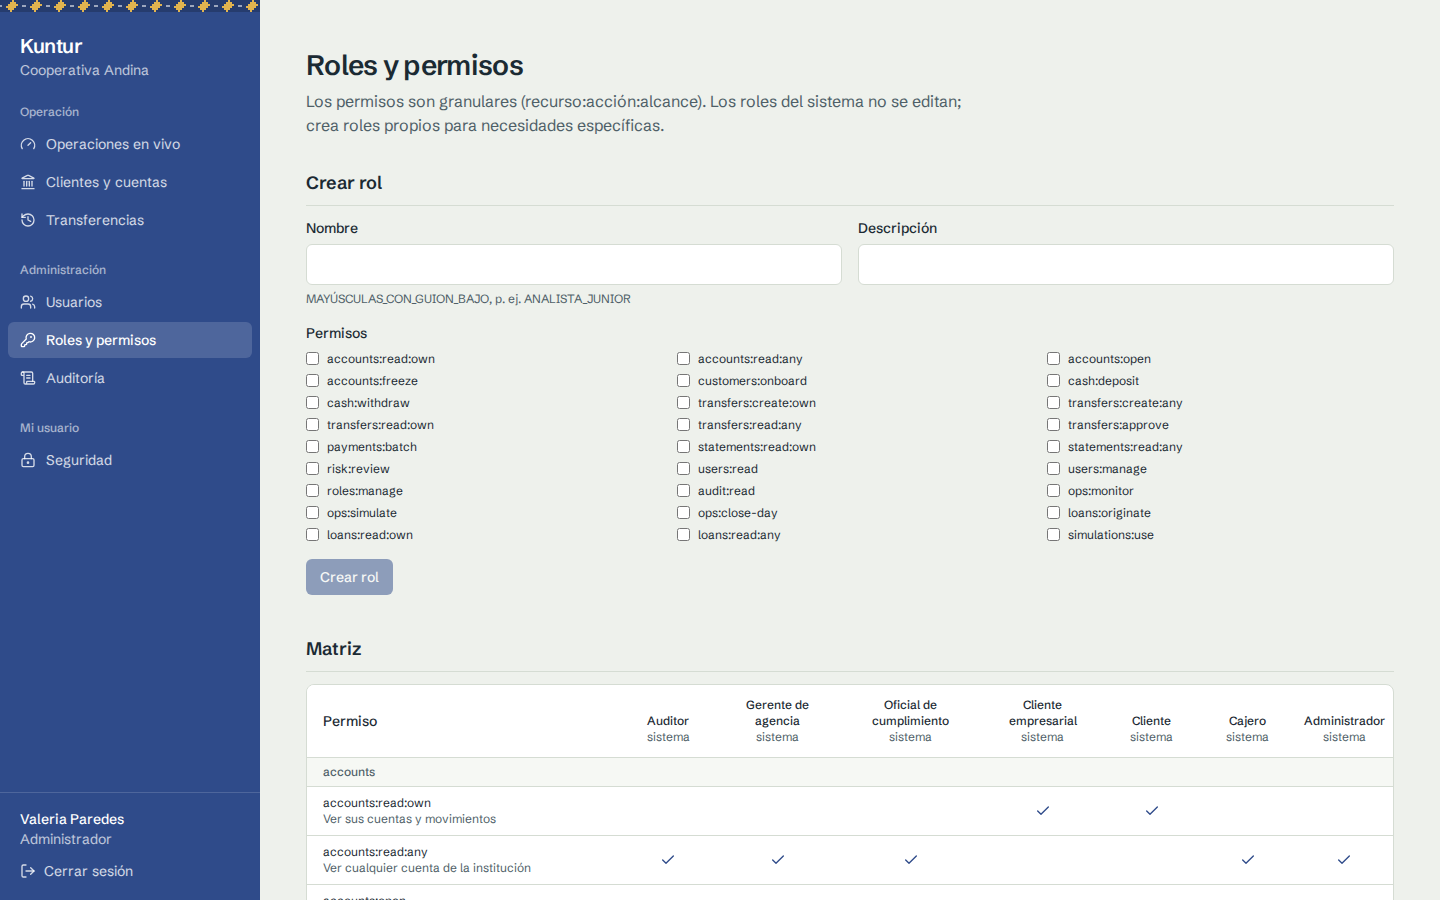 Kuntur
Cooperativa Andina
Operación
Operaciones en vivo
Clientes y cuentas
Transferencias
Administración
Usuarios
Roles y permisos
Auditoría
Mi usuario
Seguridad
Valeria Paredes
Administrador
Cerrar sesión
Roles y permisos
Los permisos son granulares (recurso:acción:alcance). Los roles del sistema no se editan;
crea roles propios para necesidades específicas.
Crear rol
Nombre Descripción
MAYÚSCULAS_CON_GUION_BAJO, p. ej. ANALISTA_JUNIOR
Permisos
accounts:read:own accounts:read:any accounts:open
accounts:freeze customers:onboard cash:deposit
cash:withdraw transfers:create:own transfers:create:any
transfers:read:own transfers:read:any transfers:approve
payments:batch statements:read:own statements:read:any
risk:review users:read users:manage
roles:manage audit:read ops:monitor
ops:simulate ops:close-day loans:originate
loans:read:own loans:read:any simulations:use
Crear rol
Matriz
Gerente de Oficial de Cliente
Permiso Auditor agencia cumplimiento empresarial Cliente Cajero Administrador
sistema sistema sistema sistema sistema sistema sistema
accounts
accounts:read:own
Ver sus cuentas y movimientos
accounts:read:any
Ver cualquier cuenta de la institución